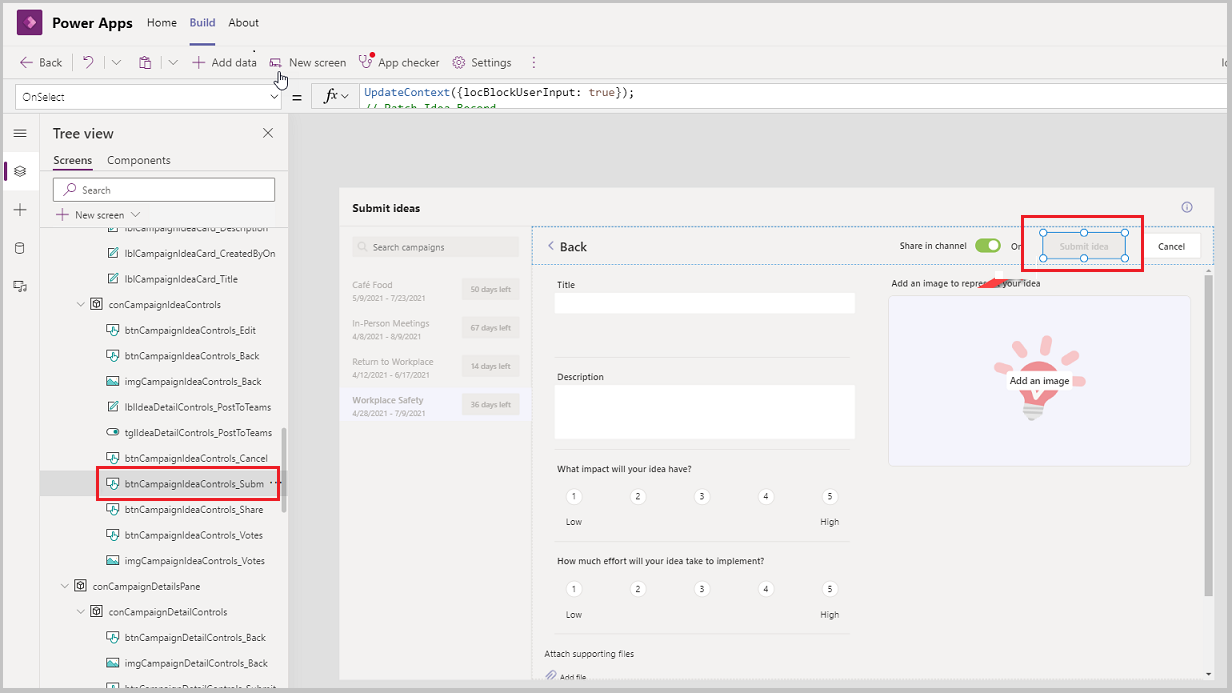 Power Apps Home Build About
Back Add data New screen App checker Settings
OnSelect = fx UpdateContext({locBlockUserInput: true});
// Patch Idea Record
Tree view
Screens Components
Search
New screen
lblCampaignIdeaCard_Description
lblCampaignIdeaCard_CreatedByOn
lblCampaignIdeaCard_Title
conCampaignIdeaControls
btnCampaignIdeaControls_Edit
btnCampaignIdeaControls_Back
imgCampaignIdeaControls_Back
lblIdeaDetailControls_PostToTeams
tglIdeaDetailControls_PostToTeams
btnCampaignIdeaControls_Cancel
btnCampaignIdeaControls_Subm ...
btnCampaignIdeaControls_Share
btnCampaignIdeaControls_Votes
imgCampaignIdeaControls_Votes
conCampaignDetailsPane
conCampaignDetailControls
btnCampaignDetailControls_Back
imgCampaignDetailControls_Back
btnCampaignDetailControls_Submit
Submit ideas
Search campaigns
Café Food
5/9/2021 - 7/23/2021
50 days left
In-Person Meetings
4/8/2021 - 8/9/2021
67 days left
Return to Workplace
4/12/2021 - 6/17/2021
14 days left
Workplace Safety
4/28/2021 - 7/9/2021
36 days left
Back
Share in channel On Submit idea Cancel
Title
Description
What impact will your idea have?
1 2 3 4 5
Low High
How much effort will your idea take to implement?
1 2 3 4 5
Low High
Attach supporting files
Add file
Add an image to your idea
Add an image